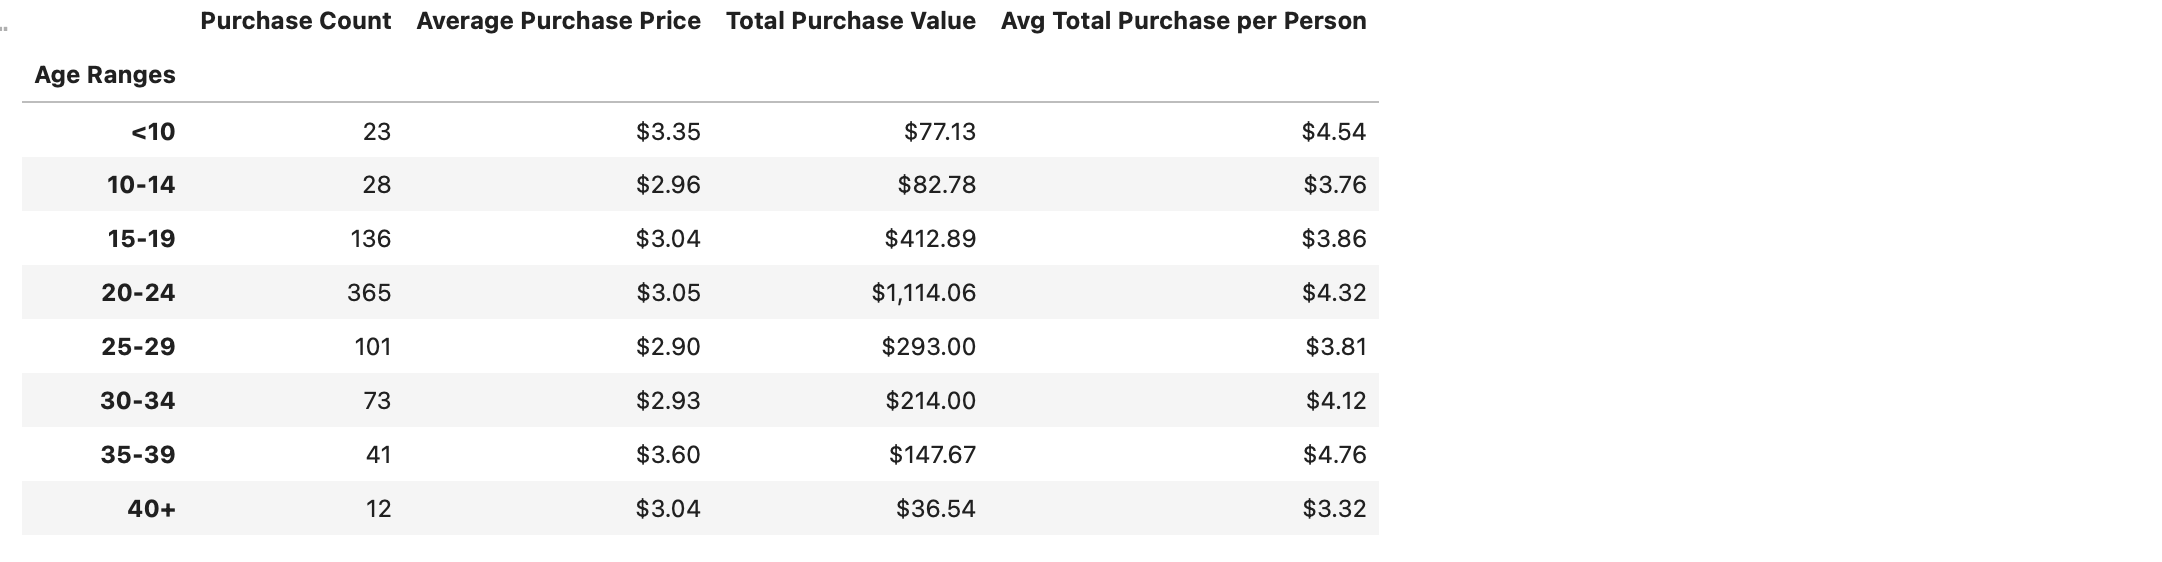 Purchase Count Average Purchase Price Total Purchase Value Avg Total Purchase per Person
Age Ranges
<10 23 $3.35 $77.13 $4.54
10-14 28 $2.96 $82.78 $3.76
15-19 136 $3.04 $412.89 $3.86
20-24 365 $3.05 $1,114.06 $4.32
25-29 101 $2.90 $293.00 $3.81
30-34 73 $2.93 $214.00 $4.12
35-39 41 $3.60 $147.67 $4.76
40+ 12 $3.04 $36.54 $3.32